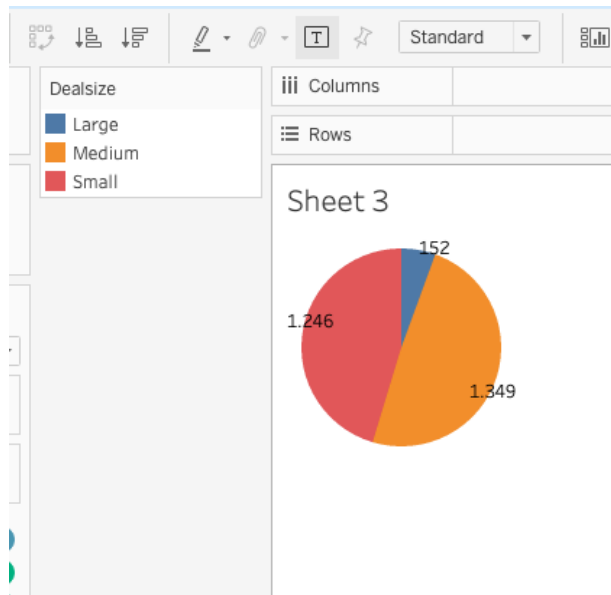 Standard
Dealsize
Large
Medium
Small
Columns
Rows
Sheet 3
152
1.246
1.349